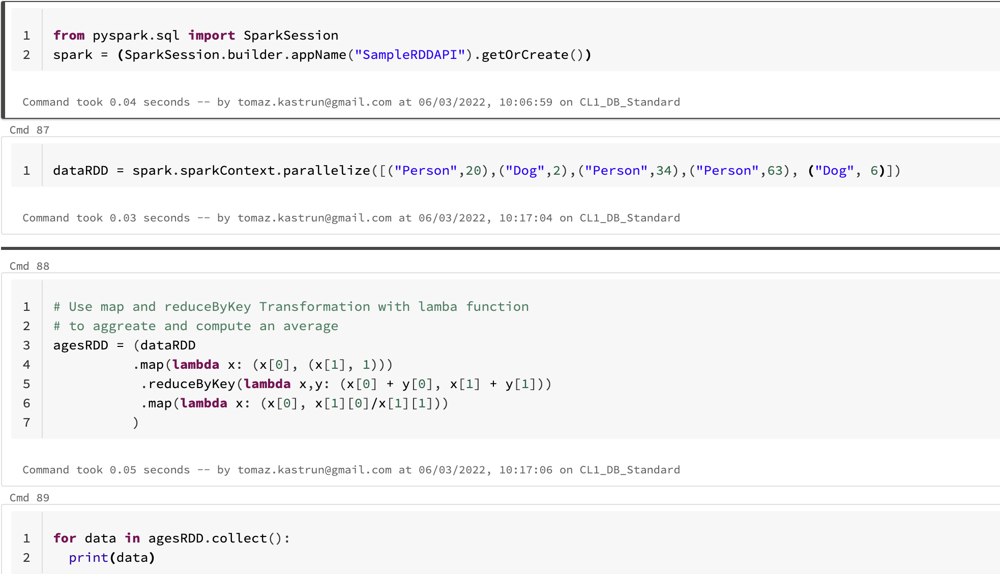 1 from pyspark.sql import SparkSession
2 spark = (SparkSession.builder.appName("SampleRDDAPI").getOrCreate())
Command took 0.04 seconds -- by tomaz.kastrun@gmail.com at 06/03/2022, 10:06:59 on CL1_DB_Standard
Cmd 87
1 dataRDD = spark.sparkContext.parallelize([("Person",20),("Dog",2),("Person",34),("Person",63), ("Dog", 6)])
Command took 0.03 seconds -- by tomaz.kastrun@gmail.com at 06/03/2022, 10:17:04 on CL1_DB_Standard
Cmd 88
1 # Use map and reduceByKey Transformation with lamba function
2 # to aggreate and compute an average
3 agesRDD = (dataRDD
4 .map(lambda x: (x[0], (x[1], 1)))
5 .reduceByKey(lambda x,y: (x[0] + y[0], x[1] + y[1]))
6 .map(lambda x: (x[0], x[1][0]/x[1][1]))
7 )
Command took 0.05 seconds -- by tomaz.kastrun@gmail.com at 06/03/2022, 10:17:06 on CL1_DB_Standard
Cmd 89
1 for data in agesRDD.collect():
2 print(data)